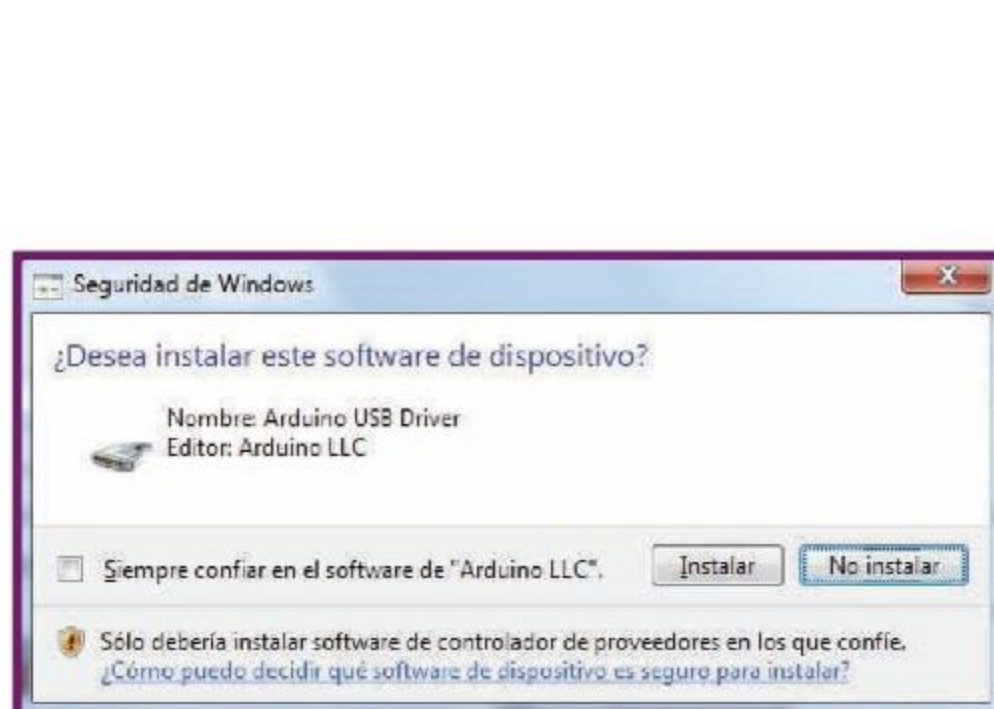 Seguridad de Windows
¿Desea instalar este software de dispositivo?
Nombre: Arduino USB Driver
Editor: Arduino LLC
Siempre confiar en el software de "Arduino LLC".
Instalar
No instalar
Sólo debería instalar software de controlador de proveedores en los que confíe.
¿Cómo puedo decidir qué software de dispositivo es seguro para instalar?